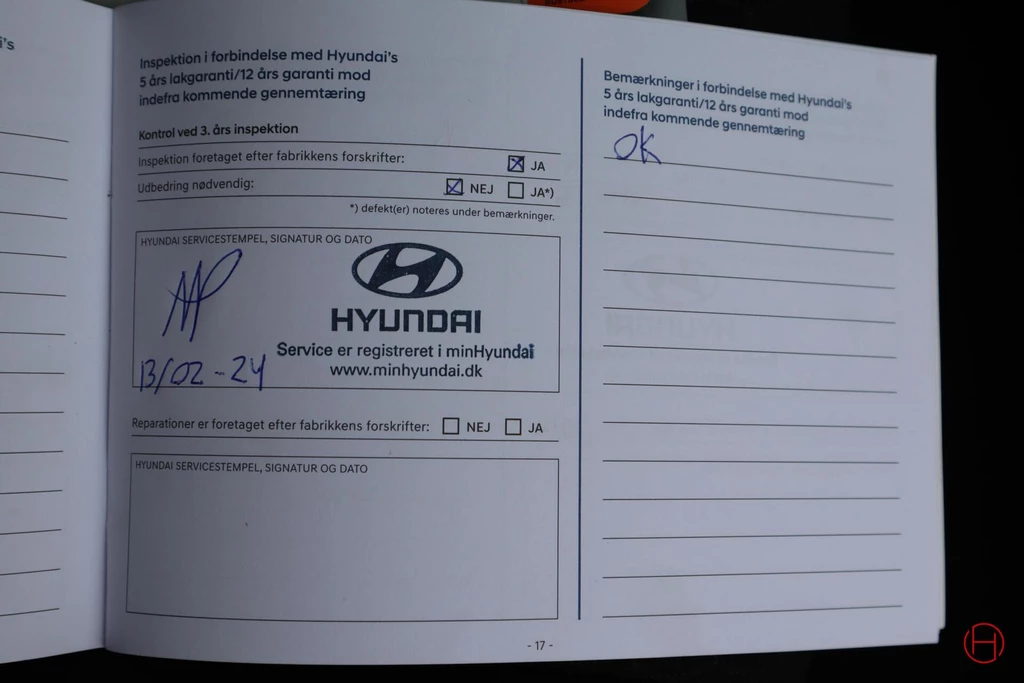 's
Inspektion i forbindelse med Hyundai's
5 års lakgaranti/12 års garanti mod
indefra kommende gennemtæring
Kontrol ved 3. års inspektion
Inspektion foretaget efter fabrikkens forskrifter: JA
Udbedring nødvendig: NEJ JA*)
*) defekt(er) noteres under bemærkninger.
HYUNDAI SERVICESTEMPEL, SIGNATUR OG DATO
HYUNDAI
Service er registreret i minHyundai
www.minhyundai.dk
13/02-24
Reparationer er foretaget efter fabrikkens forskrifter: NEJ JA
HYUNDAI SERVICESTEMPEL, SIGNATUR OG DATO
- 17 -
Bemærkninger i forbindelse med Hyundai's
5 års lakgaranti/12 års garanti mod
indefra kommende gennemtæring
OK